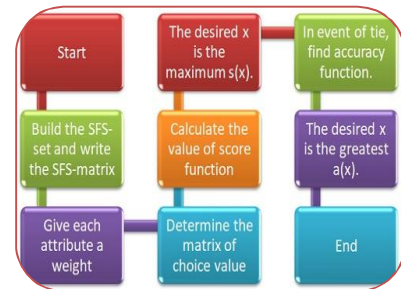 Start
Build the SFS-
set and write
the SFS-matrix
Give each
attribute a
weight
Determine the
matrix of
choice value
Calculate the
value of score
function
The desired x
is the
maximum s(x).
In event of tie,
find accuracy
function.
The desired x
is the greatest
a(x).
End